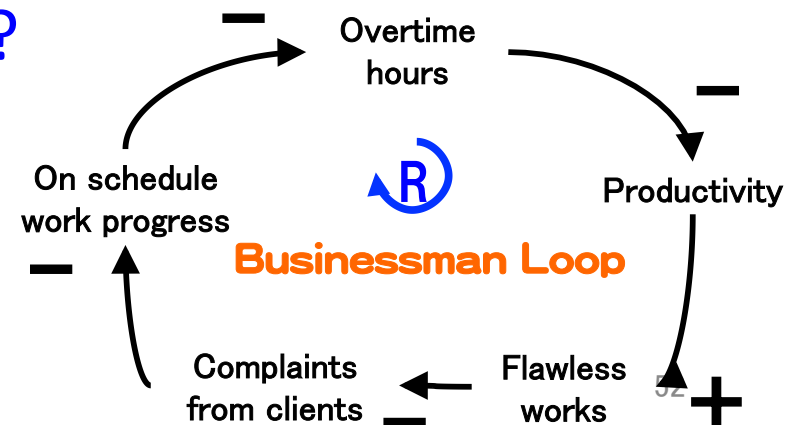 ?
−
Overtime
hours
−
On schedule
work progress
R
Productivity
−
Businessman Loop
Complaints
from clients
−
Flawless
works
52
+